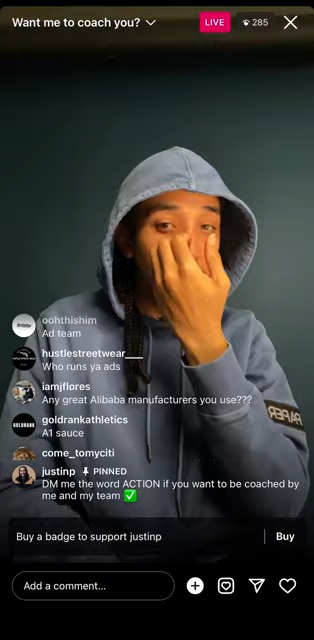 Want me to coach you?
LIVE
285
oohthishim
Ad team
hustlestreetwear___
Who runs ya ads
iamjflores
Any great Alibaba manufacturers you use???
goldrankathletics
A1 sauce
come_tomyciti
justinp PINNED
DM me the word ACTION if you want to be coached by
me and my team ✅
Buy a badge to support justinp
Buy
Add a comment...
PAPER
GOLDRANK